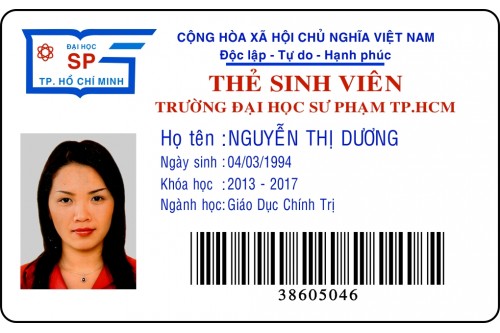 ĐẠI HỌC
SP
TP. HỒ CHÍ MINH
CỘNG HÒA XÃ HỘI CHỦ NGHĨA VIỆT NAM
Độc lập - Tự do - Hạnh phúc
THẺ SINH VIÊN
TRƯỜNG ĐẠI HỌC SƯ PHẠM TP.HCM
Họ tên :NGUYỄN THỊ DƯƠNG
Ngày sinh :04/03/1994
Khóa học :2013 - 2017
Ngành học:Giáo Dục Chính Trị
38605046